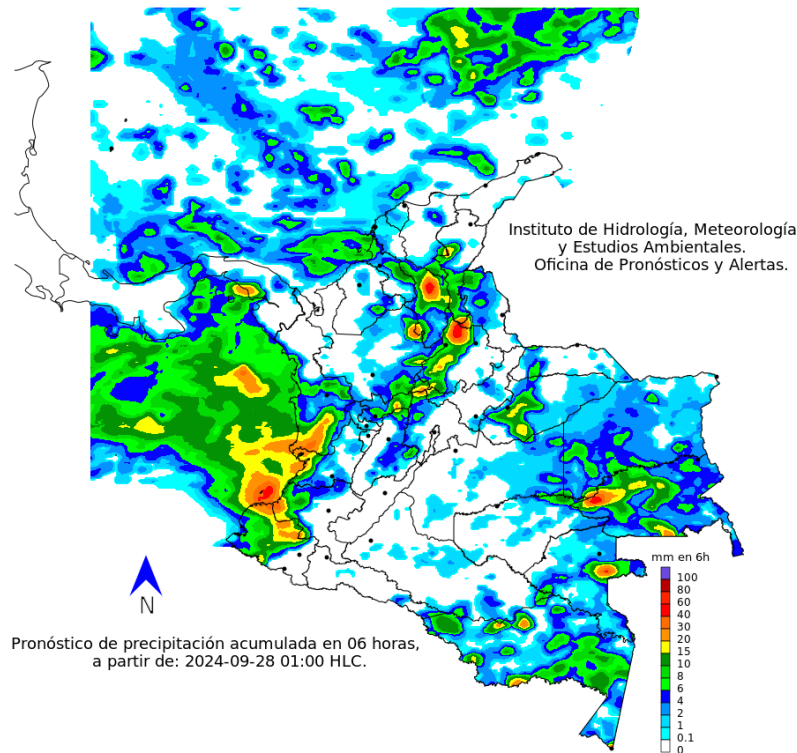 Instituto de Hidrología, Meteorología
y Estudios Ambientales.
Oficina de Pronósticos y Alertas.
mm en 6h
100
80
60
40
30
20
15
10
8
6
4
2
1
0.1
0
N
Pronóstico de precipitación acumulada en 06 horas,
a partir de: 2024-09-28 01:00 HLC.